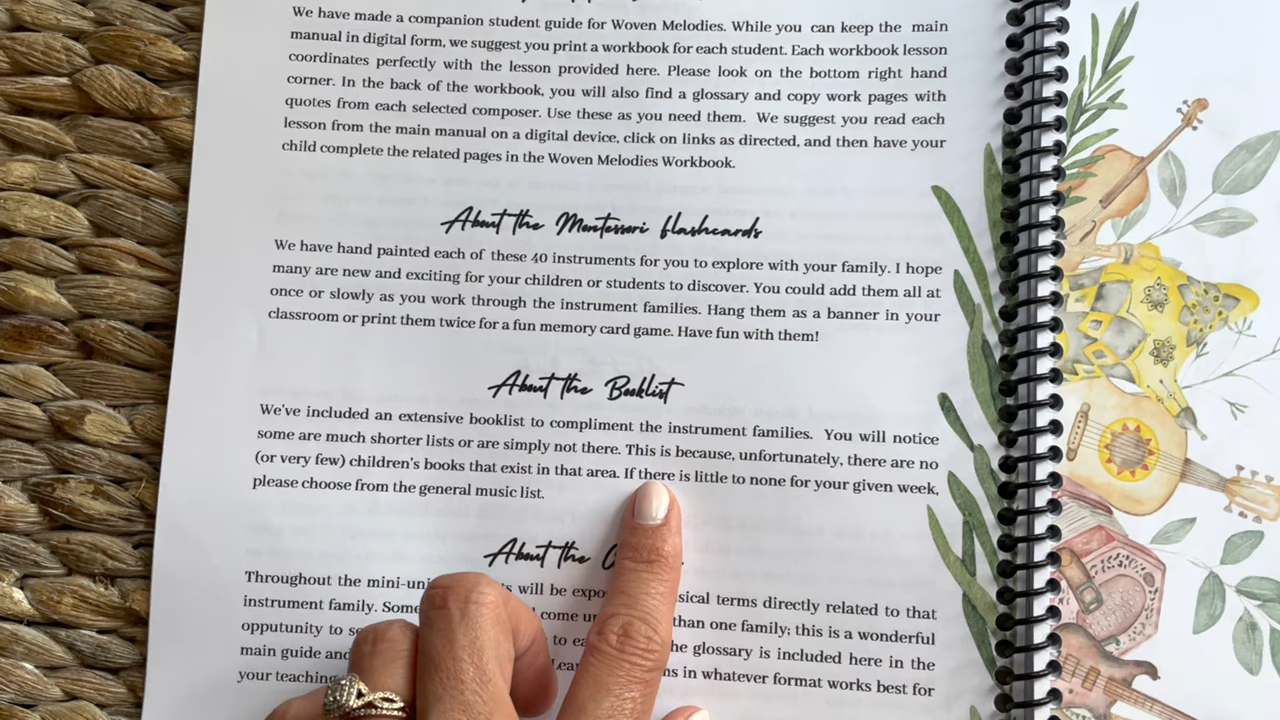 We have made a companion student guide for Woven Melodies. While you can keep the main
manual in digital form, we suggest you print a workbook for each student. Each workbook lesson
coordinates perfectly with the lesson provided here. Please look on the bottom right hand
corner. In the back of the workbook, you will also find a glossary and copy work pages with
quotes from each selected composer. Use these as you need them. We suggest you read each
lesson from the main manual on a digital device, click on links as directed, and then have your
child complete the related pages in the Woven Melodies Workbook.
About the Montessori flashcards
We have hand painted each of these 40 instruments for you to explore with your family. I hope
many are new and exciting for your children or students to discover. You could add them all at
once or slowly as you work through the instrument families. Hang them as a banner in your
classroom or print them twice for a fun memory card game. Have fun with them!
About the Booklist
We've included an extensive booklist to compliment the instrument families. You will notice
some are much shorter lists or are simply not there. This is because, unfortunately, there are no
(or very few) children's books that exist in that area. If there is little to none for your given week,
please choose from the general music list.
About the
Throughout the will be directly related to that
instrument family. Some come than one family; this is a wonderful
opputunity to to he glossary is included here in the
main guide and in whatever format works best for
your teaching